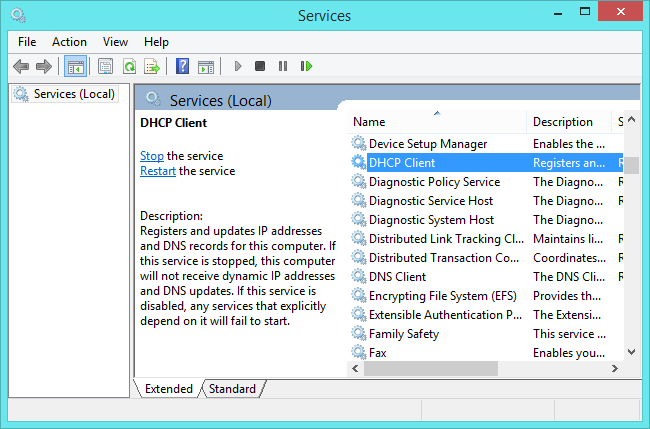 Services
File Action View Help
Services (Local)
Services (Local)
DHCP Client
Stop the service
Restart the service
Description:
Registers and updates IP addresses
and DNS records for this computer. If
this service is stopped, this computer
will not receive dynamic IP addresses
and DNS updates. If this service is
disabled, any services that explicitly
depend on it will fail to start.
Name Description S
Device Setup Manager Enables the ...
DHCP Client Registers an... R
Diagnostic Policy Service The Diagno... R
Diagnostic Service Host The Diagno... R
Diagnostic System Host The Diagno...
Distributed Link Tracking Cl... Maintains li... R
Distributed Transaction Co... Coordinates... R
DNS Client The DNS Cli... R
Encrypting File System (EFS) Provides th...
Extensible Authentication P... The Extensi...
Family Safety This service ...
Fax Enables you...
Extended Standard